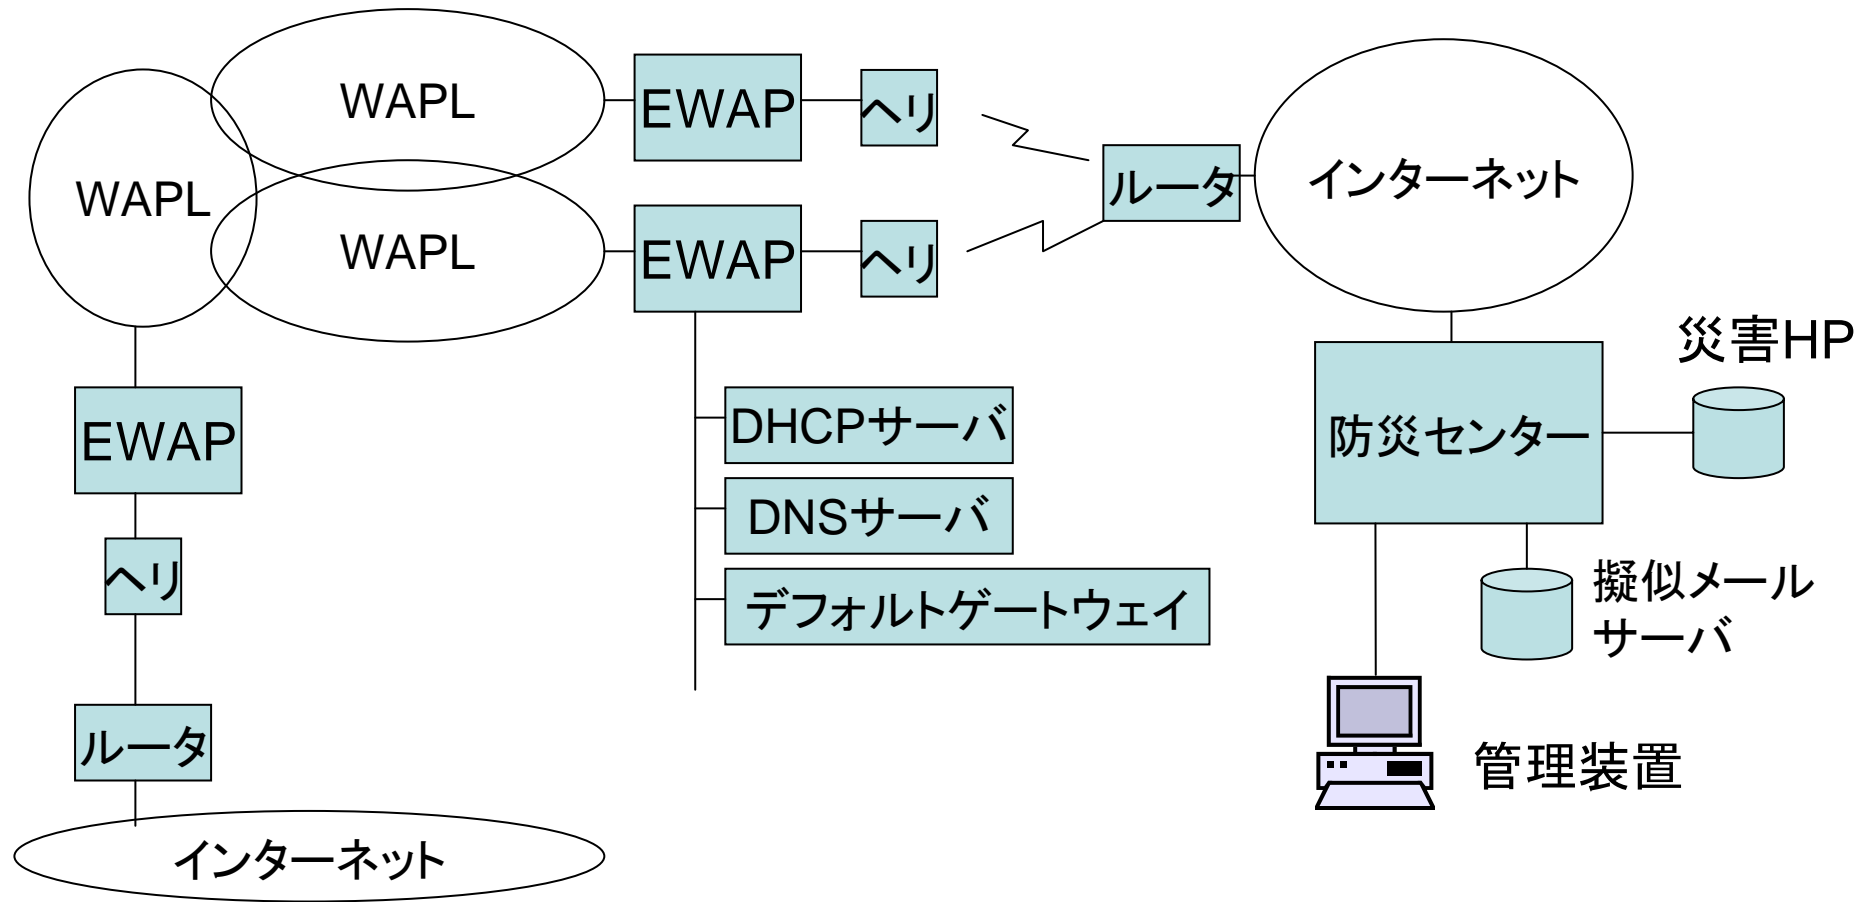 WAPL
EWAP
ヘリ
WAPL
ルータ
インターネット
WAPL
EWAP
ヘリ
災害HP
DHCPサーバ
防災センター
EWAP
DNSサーバ
ヘリ
デフォルトゲートウェイ
擬似メール
サーバ
ルータ
管理装置
インターネット